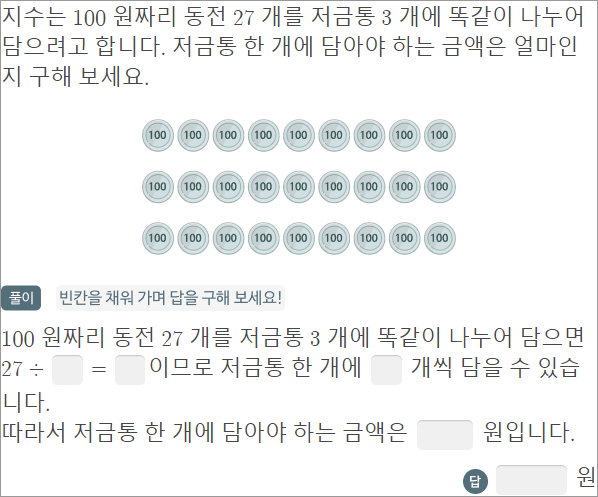 지수는 100 원짜리 동전 27 개를 저금통 3 개에 똑같이 나누어
담으려고 합니다. 저금통 한 개에 담아야 하는 금액은 얼마인
지 구해 보세요.
100 100 100 100 100 100 100 100 100
100 100 100 100 100 100 100 100 100
100 100 100 100 100 100 100 100 100
풀이 빈칸을 채워 가며 답을 구해 보세요!
100 원짜리 동전 27 개를 저금통 3 개에 똑같이 나누어 담으면
27 ÷ = 이므로 저금통 한 개에 개씩 담을 수 있습
니다.
따라서 저금통 한 개에 담아야 하는 금액은 원입니다.
답 원